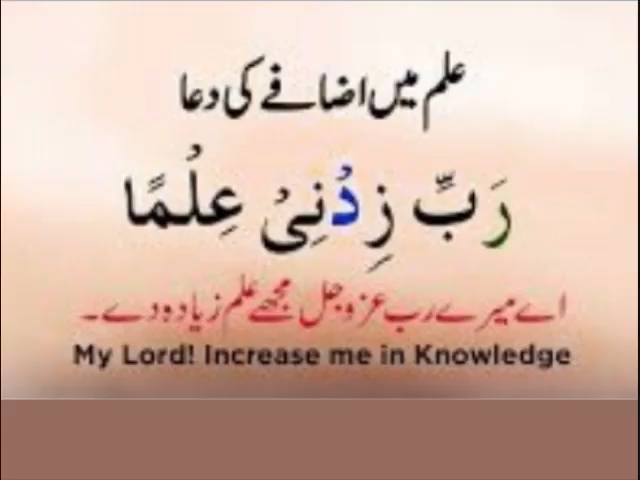 علم میں اضافے کی دعا
رَبِّ زِدْنِیْ عِلْمًا
اے میرے رب عزوجل مجھے علم زیادہ دے۔
My Lord! Increase me in Knowledge